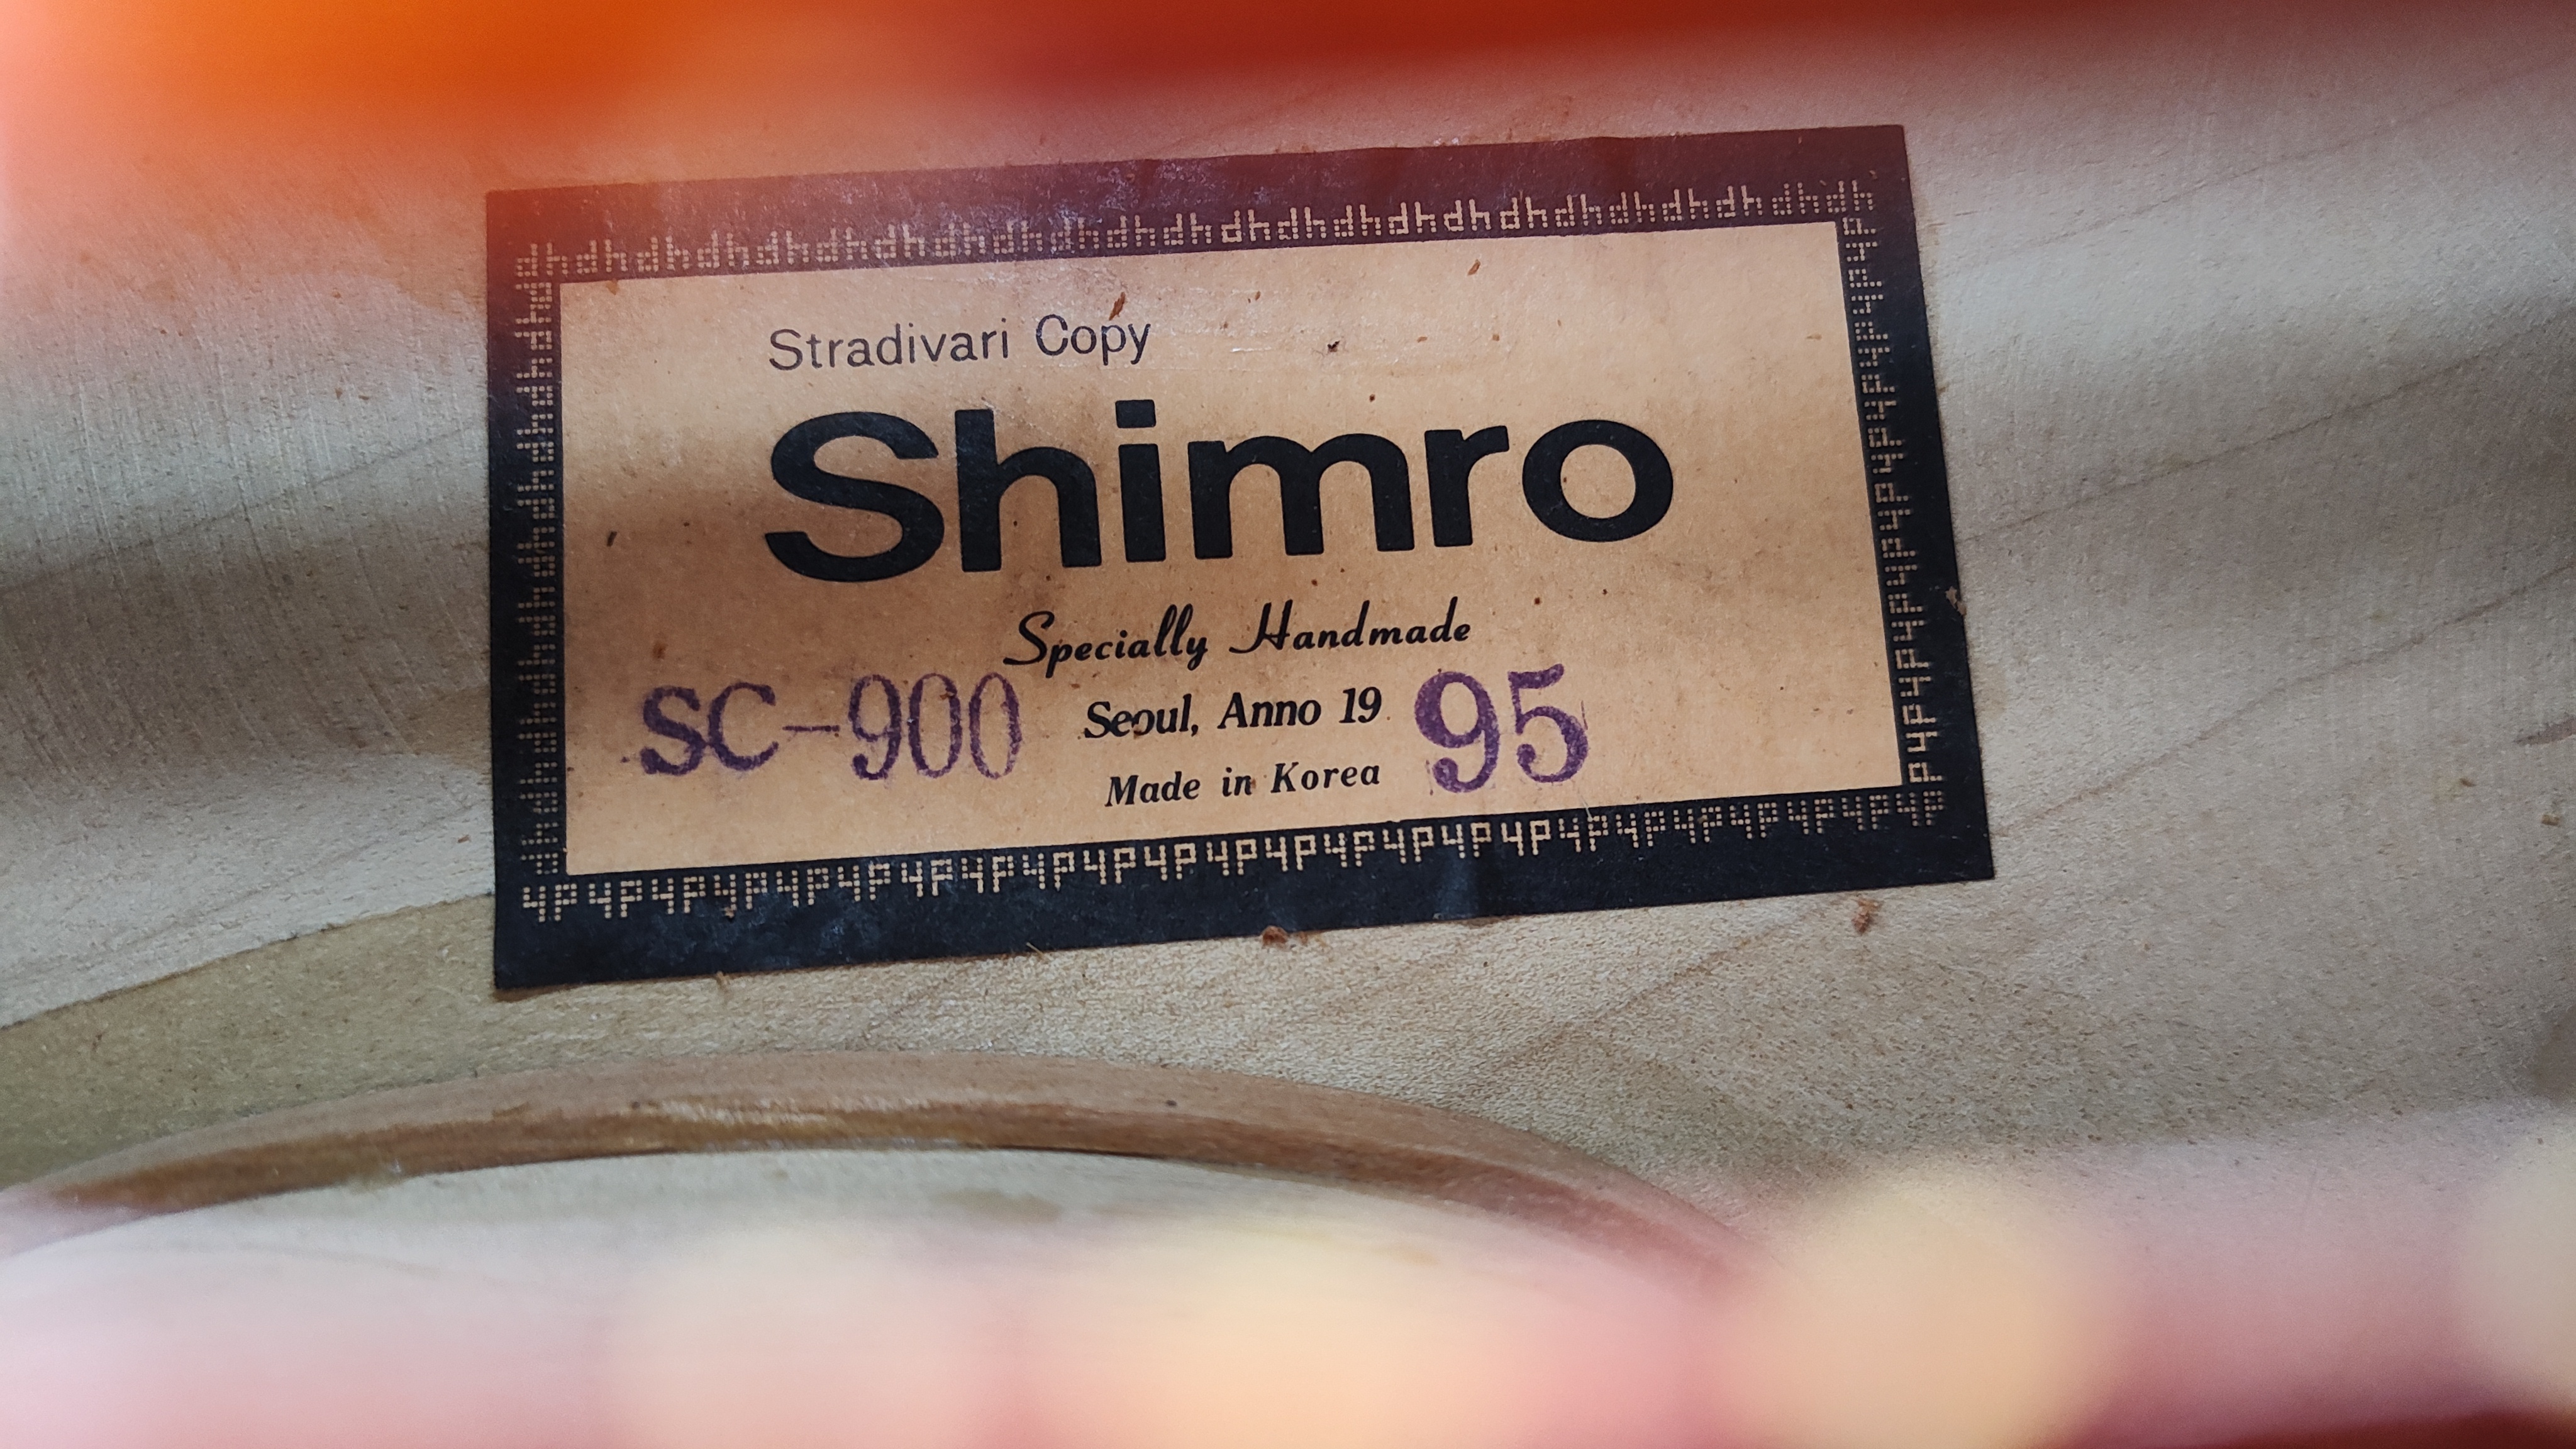 Stradivari Copy
Shimro
Specially Handmade
SC-900 Seoul, Anno 19 95
Made in Korea